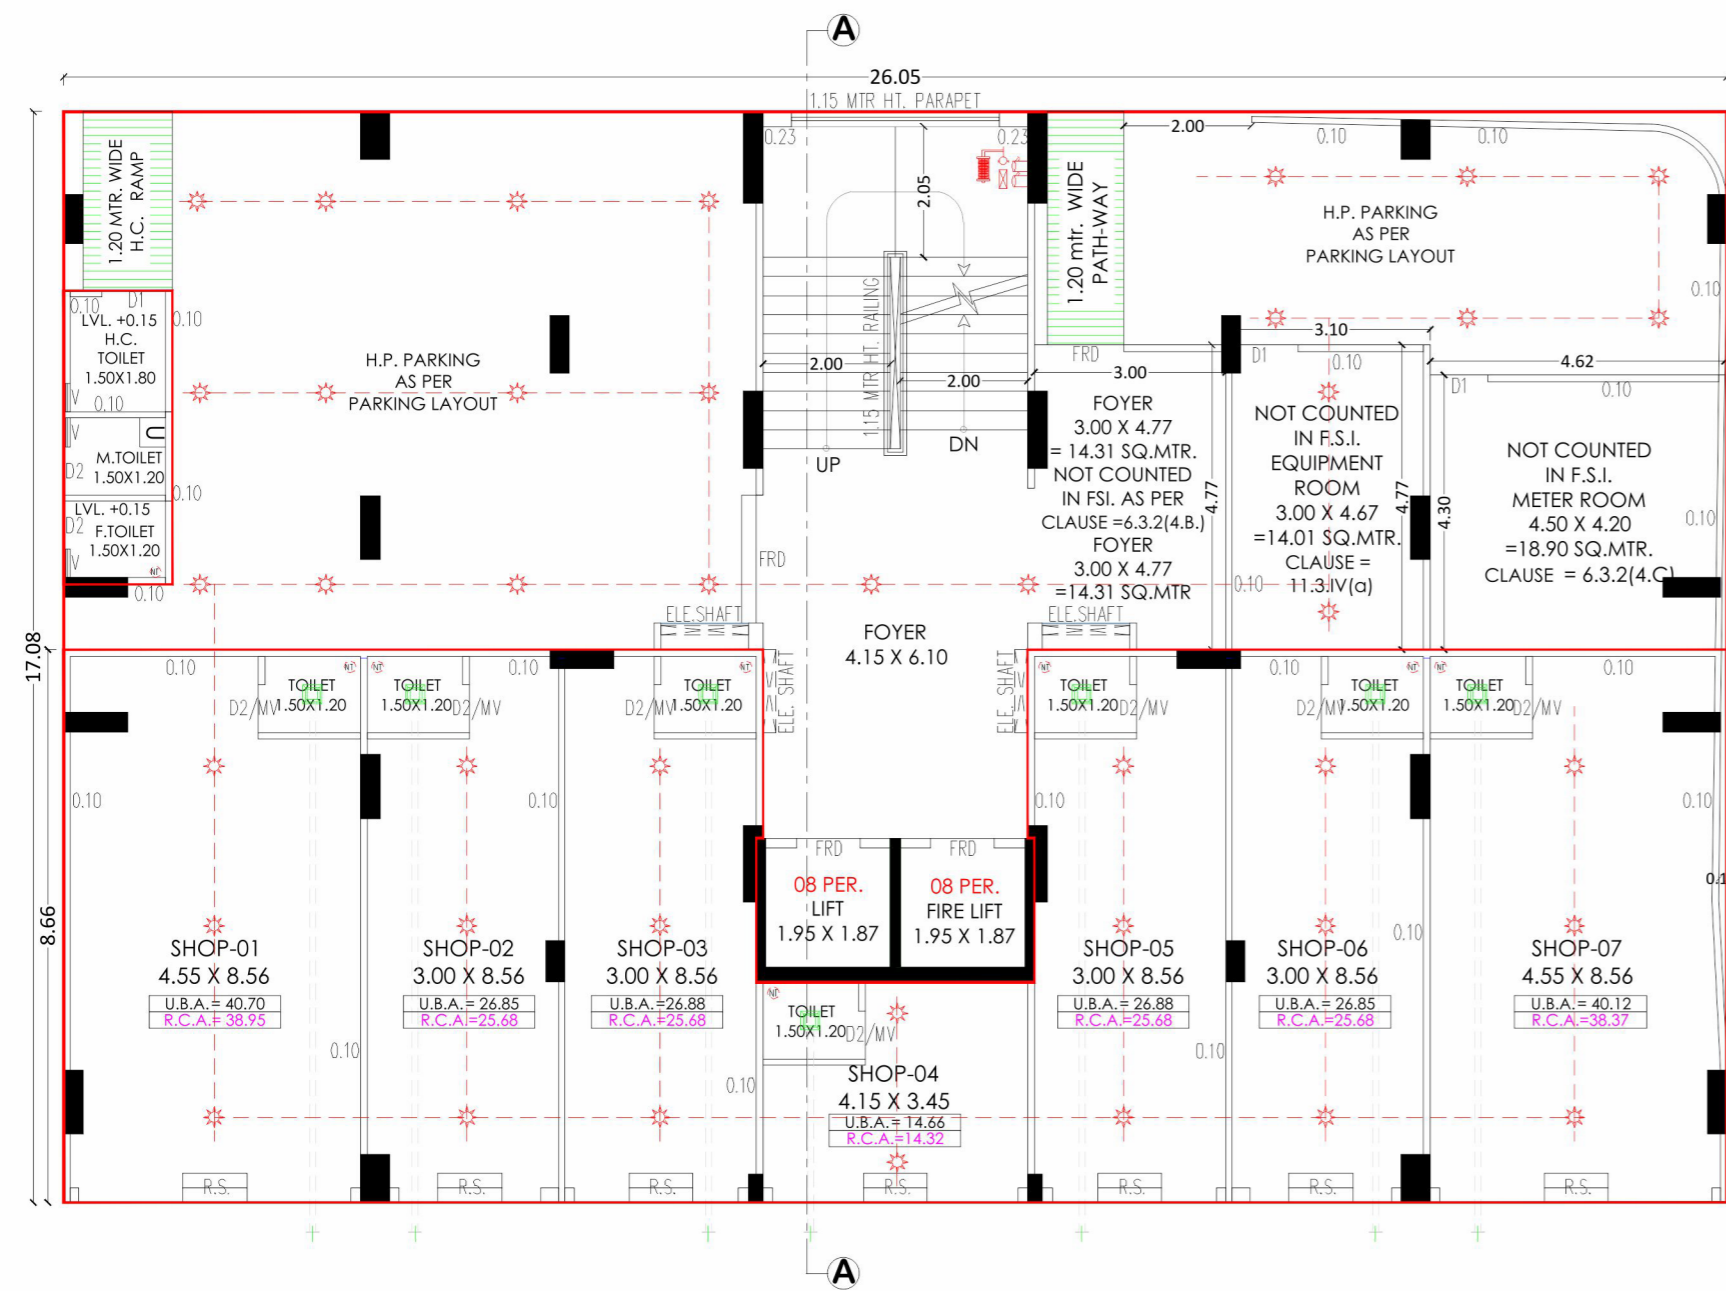 A
26.05
1.15 MTR HT. PARAPET
0.23
0.23
2.00
0.10
0.10
1.20 MTR. WIDE
H.C. RAMP
2.05
1.20 mtr. WIDE
PATH-WAY
H.P. PARKING
AS PER
PARKING LAYOUT
0.10
0.10
D1
LVL. +0.15
H.C.
TOILET
1.50X1.80
0.10
V
0.10
H.P. PARKING
AS PER
PARKING LAYOUT
1.15 MTR HT. RAILING
2.00
2.00
UP
DN
FRD
3.00
D1
3.10
0.10
4.62
D1
0.10
V
M.TOILET
1.50X1.20
D2
LVL. +0.15
D2
F.TOILET
1.50X1.20
V
NT.
0.10
0.10
FRD
FOYER
3.00 X 4.77
= 14.31 SQ.MTR.
NOT COUNTED
IN FSI. AS PER
CLAUSE =6.3.2(4.B.)
FOYER
3.00 X 4.77
=14.31 SQ.MTR
4.77
NOT COUNTED
IN F.S.I.
EQUIPMENT
ROOM
3.00 X 4.67
=14.01 SQ.MTR.
CLAUSE =
11.3.IV(a)
0.10
4.77
4.30
NOT COUNTED
IN F.S.I.
METER ROOM
4.50 X 4.20
=18.90 SQ.MTR.
CLAUSE = 6.3.2(4.C)
0.10
17.08
8.66
ELE.SHAFT
ELE.SHAFT
FOYER
4.15 X 6.10
ELE. SHAFT
ELE. SHAFT
0.10
TOILET
1.50X1.20
D2/MV
NT.
NT.
TOILET
1.50X1.20
D2/MV
0.10
TOILET
1.50X1.20
D2/MV
NT.
NT.
TOILET
1.50X1.20
D2/MV
0.10
TOILET
1.50X1.20
D2/MV
NT.
NT.
TOILET
1.50X1.20
D2/MV
0.10
0.10
0.10
0.10
0.10
FRD
FRD
08 PER.
LIFT
1.95 X 1.87
08 PER.
FIRE LIFT
1.95 X 1.87
SHOP-01
4.55 X 8.56
U.B.A.= 40.70
R.C.A.= 38.95
SHOP-02
3.00 X 8.56
U.B.A.= 26.85
R.C.A.=25.68
SHOP-03
3.00 X 8.56
U.B.A.=26.88
R.C.A.=25.68
SHOP-05
3.00 X 8.56
U.B.A.= 26.88
R.C.A.=25.68
SHOP-06
3.00 X 8.56
U.B.A.= 26.85
R.C.A.=25.68
SHOP-07
4.55 X 8.56
U.B.A.= 40.12
R.C.A.=38.37
0.10
NT.
TOILET
1.50X1.20
D2/MV
0.10
0.10
0.10
SHOP-04
4.15 X 3.45
U.B.A.= 14.66
R.C.A.=14.32
R.S.
R.S.
R.S.
R.S.
R.S.
R.S.
R.S.
A